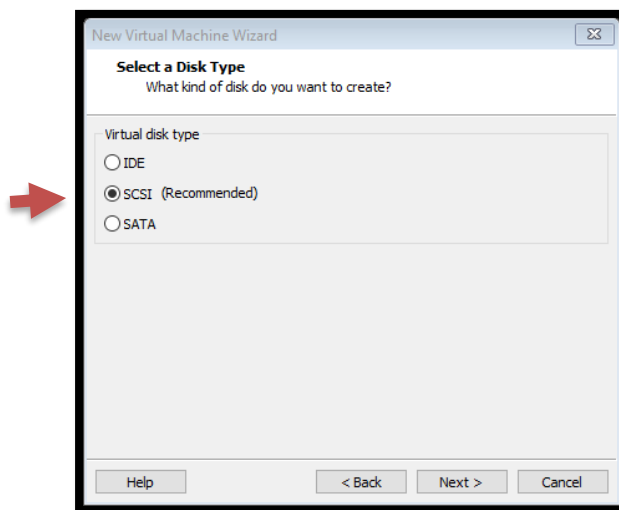 New Virtual Machine Wizard
Select a Disk Type
What kind of disk do you want to create?
Virtual disk type
IDE
SCSI (Recommended)
SATA
Help < Back Next > Cancel